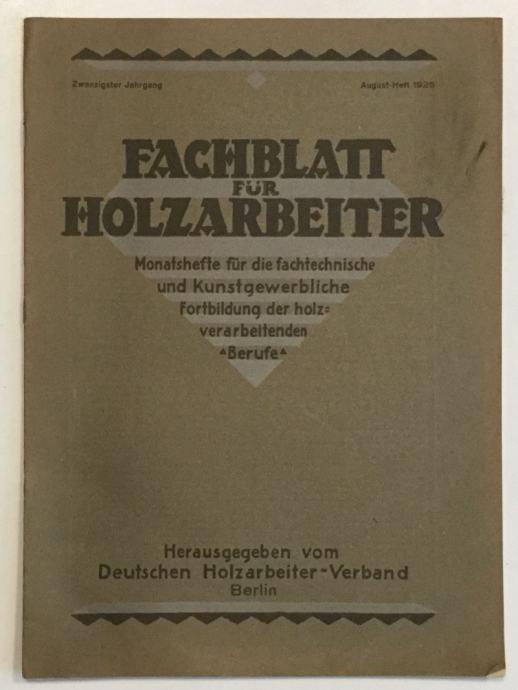 Zwanzigster Jahrgang
August-Heft 1925
FACHBLATT
FÜR
HOLZARBEITER
Monatshefte für die fachtechnische
und Kunstgewerbliche
Fortbildung der holz=
verarbeitenden
Berufe
Herausgegeben vom
Deutschen Holzarbeiter-Verband
Berlin